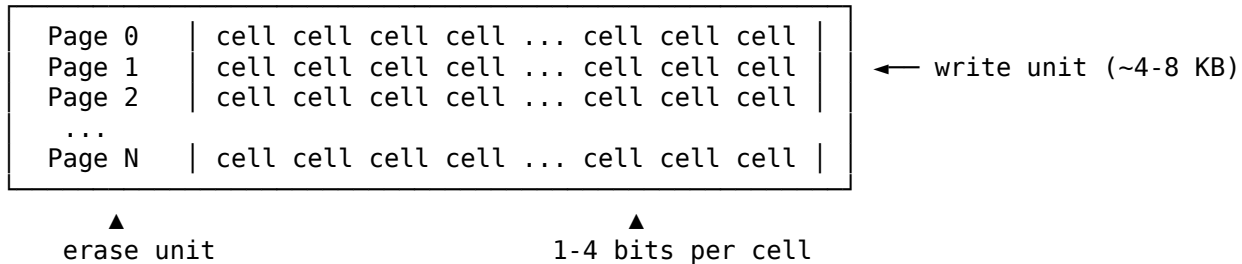 Page 0 | cell cell cell cell ... cell cell cell |
Page 1 | cell cell cell cell ... cell cell cell | ◄── write unit (~4-8 KB)
Page 2 | cell cell cell cell ... cell cell cell |
...
Page N | cell cell cell cell ... cell cell cell |
▲ ▲
erase unit 1-4 bits per cell